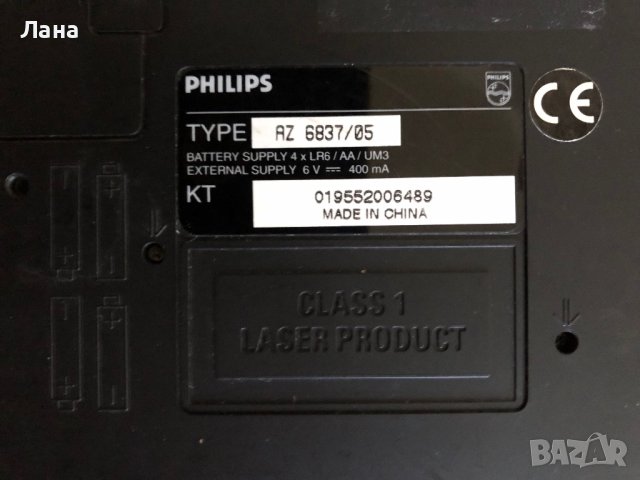 Лана
PHILIPS
PHILIPS
CE
TYPE AZ 6837/05
BATTERY SUPPLY 4 x LR6 / AA / UM3
EXTERNAL SUPPLY 6 V ⎓ 400 mA
KT 019552006489
MADE IN CHINA
CLASS 1
LASER PRODUCT
BAZAR